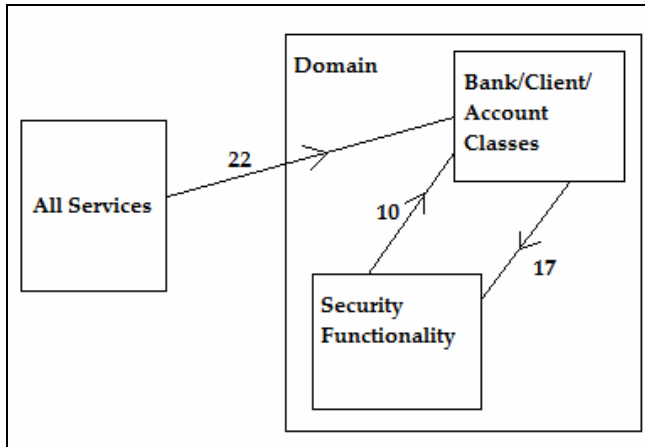 Domain
Bank/Client/
Account
Classes
22
All Services
10
17
Security
Functionality